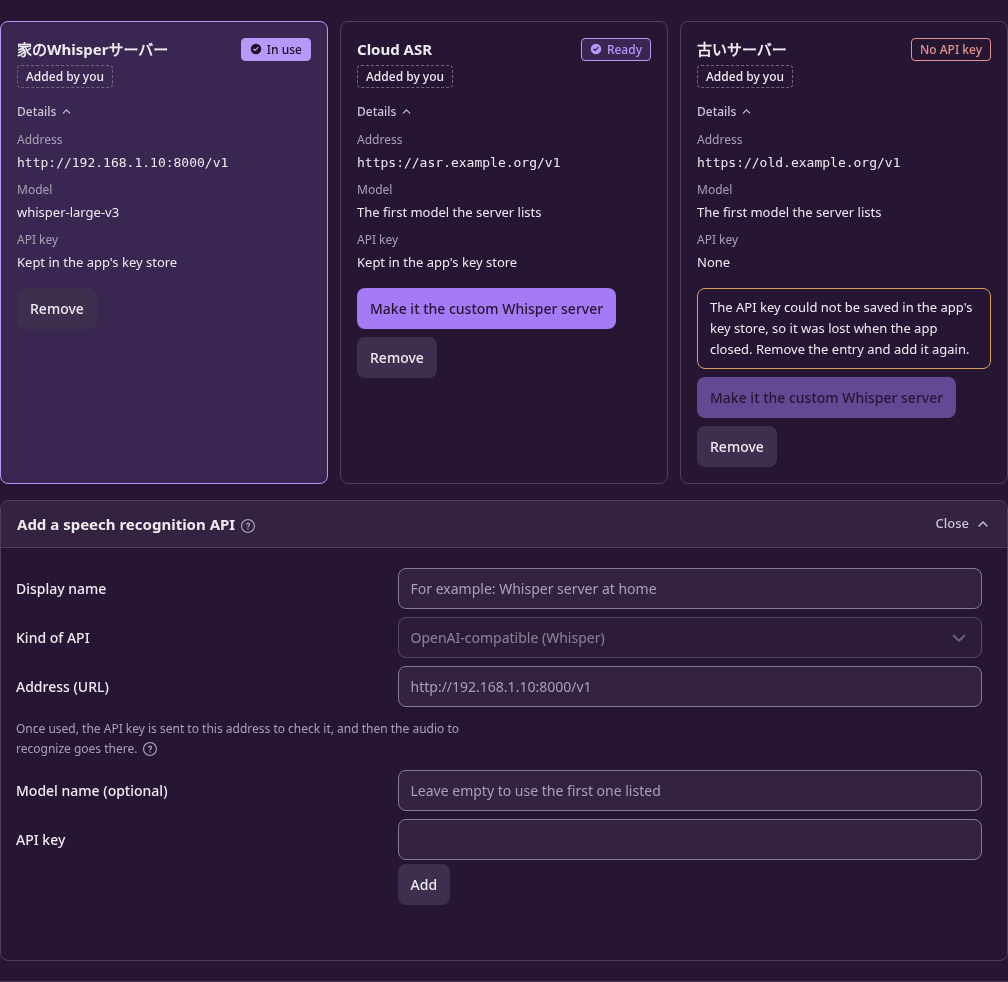 家のWhisperサーバー
In use
Added by you
Details
Address
http://192.168.1.10:8000/v1
Model
whisper-large-v3
API key
Kept in the app's key store
Remove
Cloud ASR
Ready
Added by you
Details
Address
https://asr.example.org/v1
Model
The first model the server lists
API key
Kept in the app's key store
Make it the custom Whisper server
Remove
古いサーバー
No API key
Added by you
Details
Address
https://old.example.org/v1
Model
The first model the server lists
API key
None
The API key could not be saved in the app's
key store, so it was lost when the app
closed. Remove the entry and add it again.
Make it the custom Whisper server
Remove
Add a speech recognition API ?
Close
Display name
For example: Whisper server at home
Kind of API
OpenAI-compatible (Whisper)
Address (URL)
http://192.168.1.10:8000/v1
Once used, the API key is sent to this address to check it, and then the audio to
recognize goes there. ?
Model name (optional)
Leave empty to use the first one listed
API key
Add